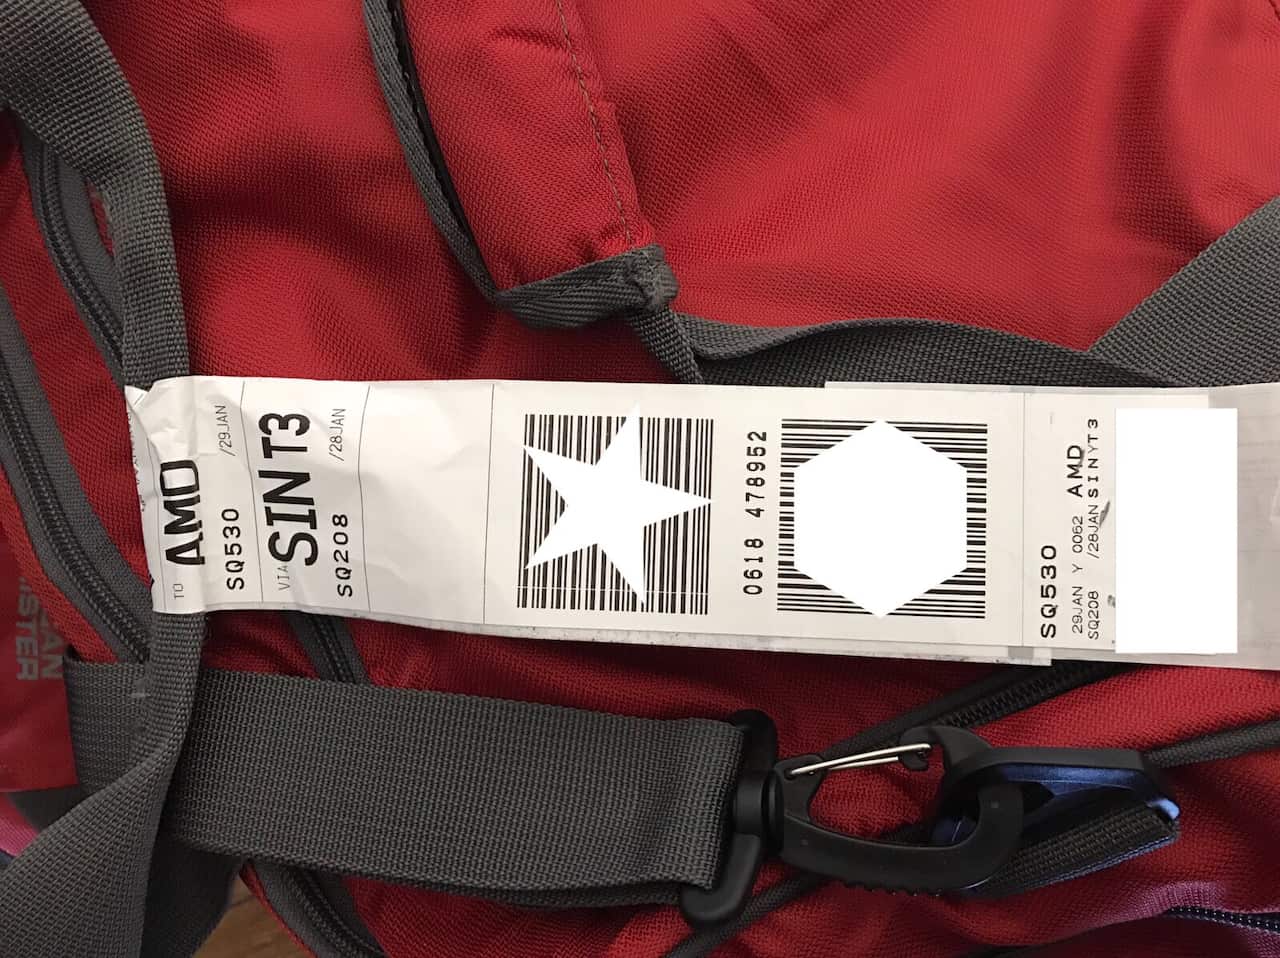 TO AMD
SQ530 /29JAN
VIA SIN T3
SQ208 /28JAN
0618 478952
SQ530
29JAN Y 0062 AMD
SQ208 /28JAN SINYT3